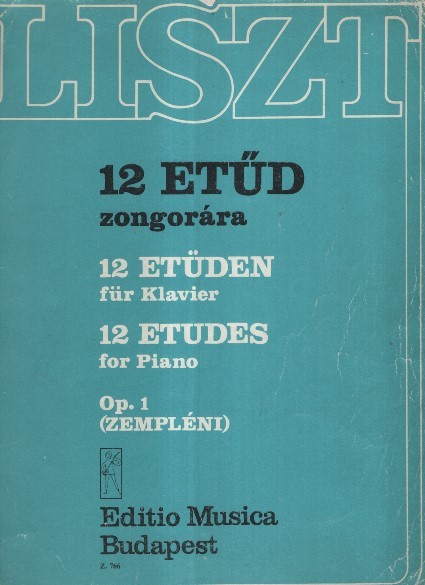 LISZT
12 ETŰD
zongorára
12 ETÜDEN
für Klavier
12 ETUDES
for Piano
Op. 1
(ZEMPLÉNI)
Editio Musica
Budapest
Z. 766